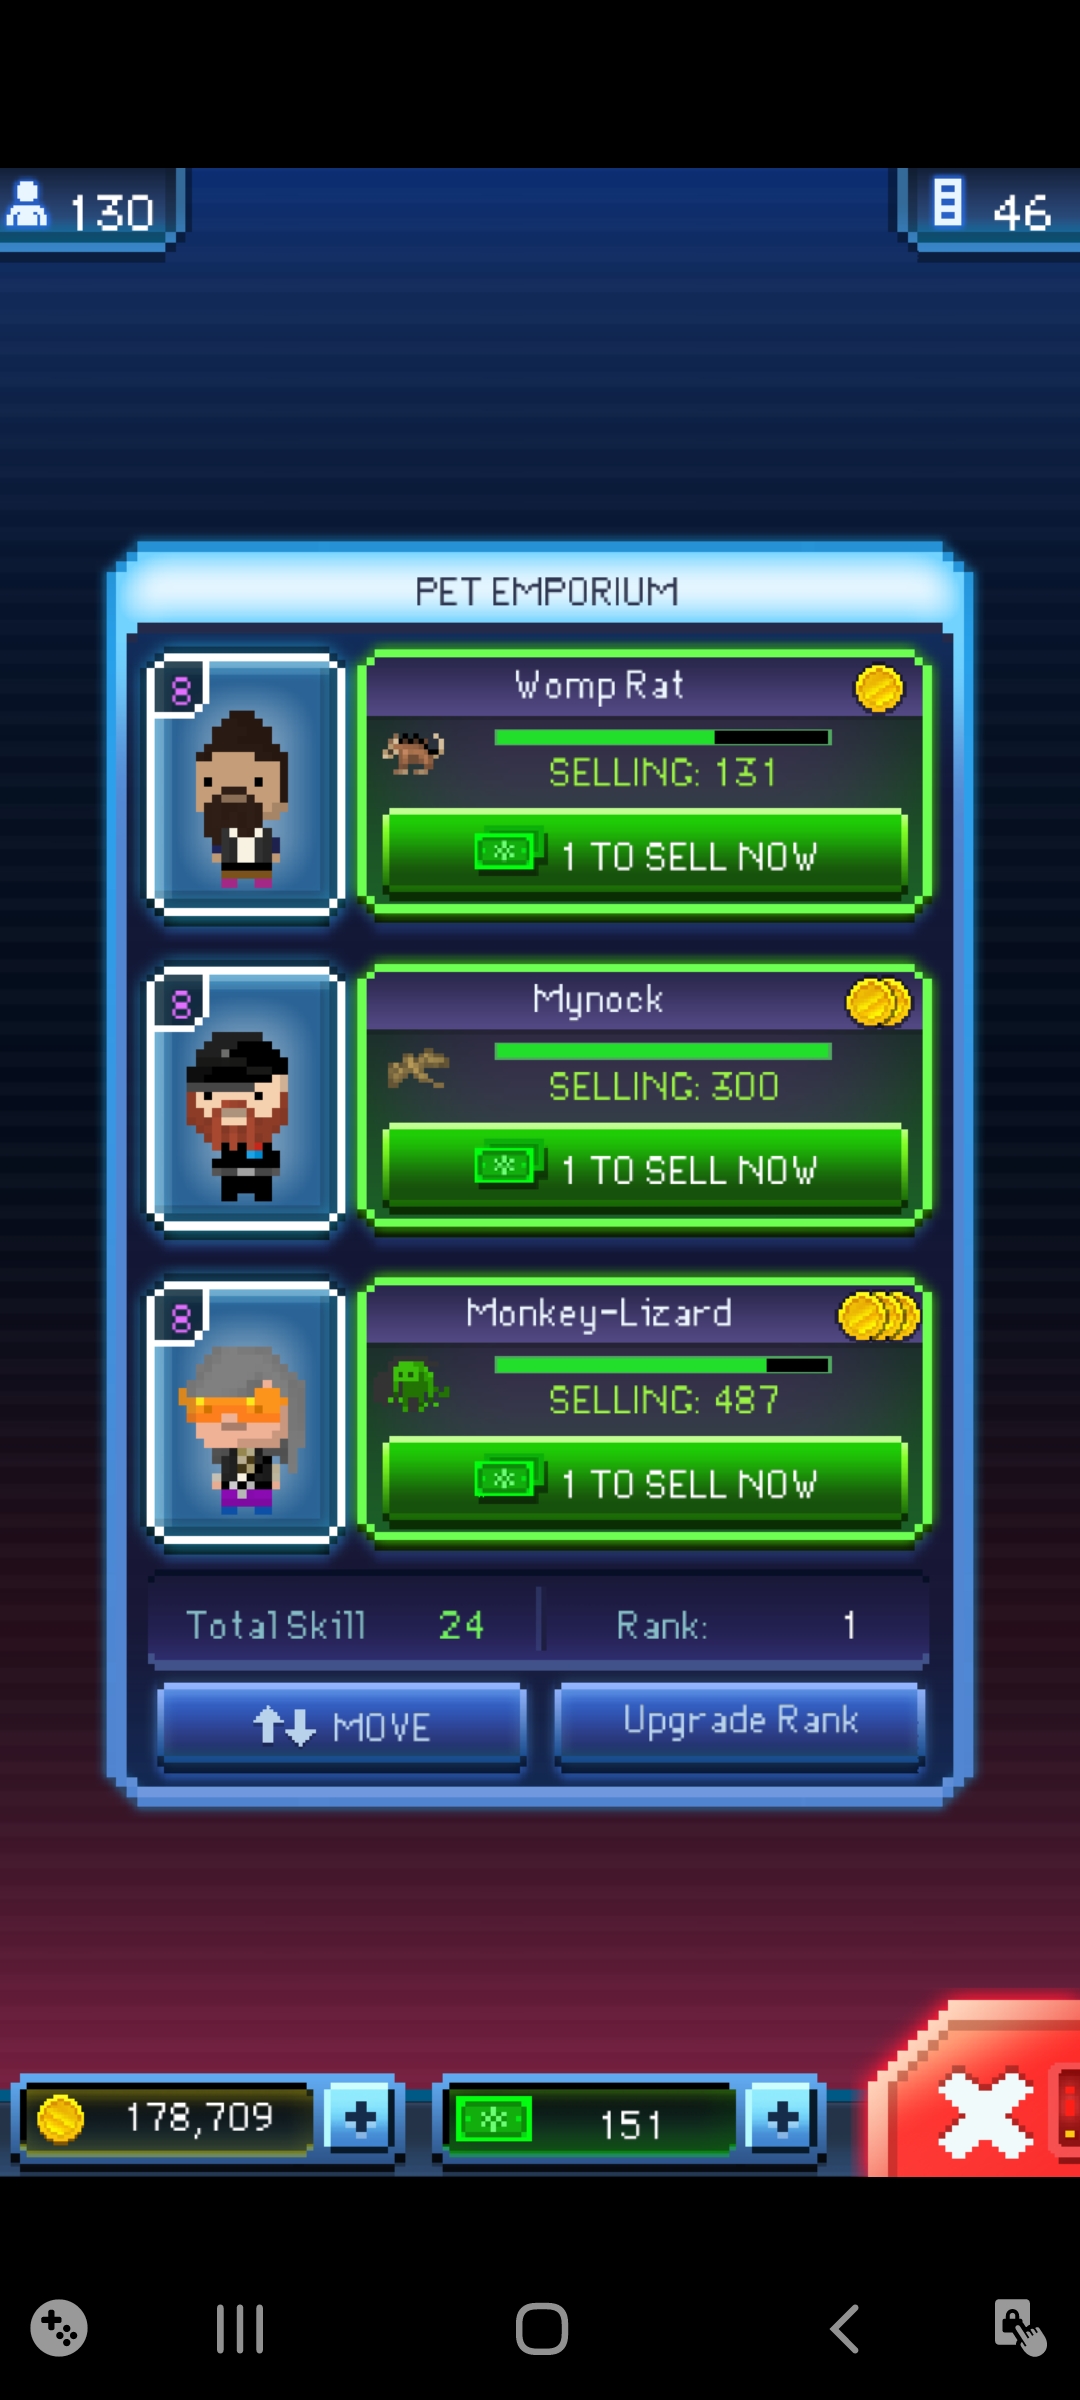 130
46
PET EMPORIUM
8
Womp Rat
SELLING: 131
1 TO SELL NOW
8
Mynock
SELLING: 300
1 TO SELL NOW
8
Monkey-Lizard
SELLING: 487
1 TO SELL NOW
Total Skill 24
Rank: 1
MOVE
Upgrade Rank
178,709
151